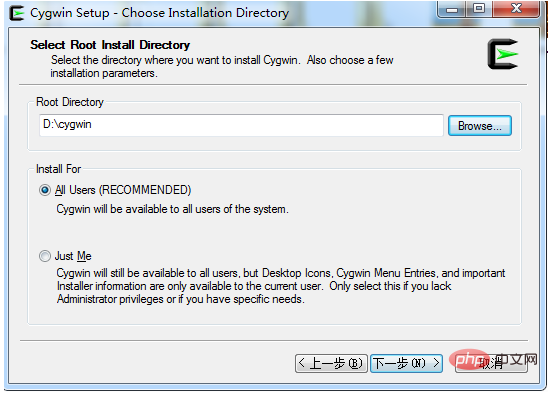 Cygwin Setup - Choose Installation Directory
Select Root Install Directory
Select the directory where you want to install Cygwin. Also choose a few
installation parameters.
Root Directory
D:\cygwin
Browse...
Install For
All Users (RECOMMENDED)
Cygwin will be available to all users of the system.
Just Me
Cygwin will still be available to all users, but Desktop Icons, Cygwin Menu Entries, and important
Installer information are only available to the current user. Only select this if you lack
Administrator privileges or if you have specific needs.
< 上一步(B) 下一步(N) > 取消
php 中文网